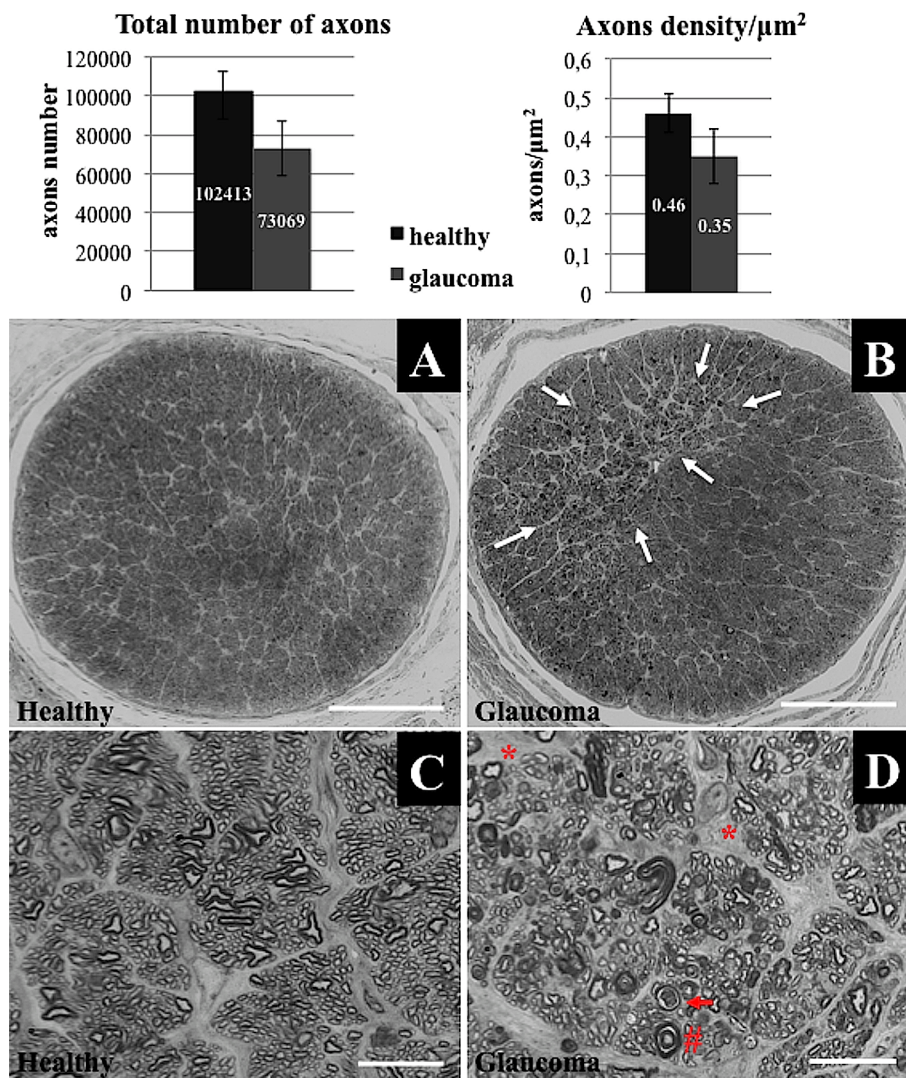 Total number of axons
axons number
120000
100000
80000
60000
40000
20000
0
102413
73069
healthy
glaucoma
Axons density/µm²
axons/µm²
0,6
0,5
0,4
0,3
0,2
0,1
0
0.46
0.35
A
Healthy
B
Glaucoma
C
Healthy
D
*
*
#
Glaucoma